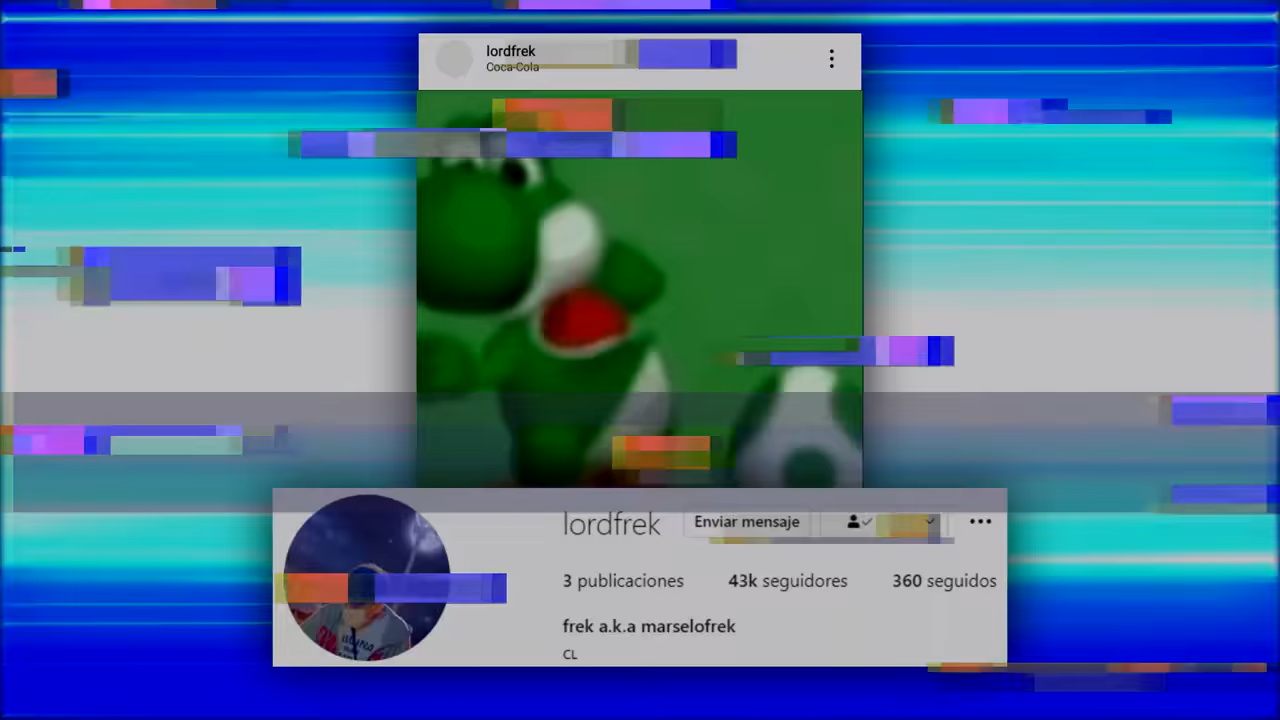 lordfrek
Coca-Cola
lordfrek Enviar mensaje
3 publicaciones 43k seguidores 360 seguidos
frek a.k.a marselofrek
CL